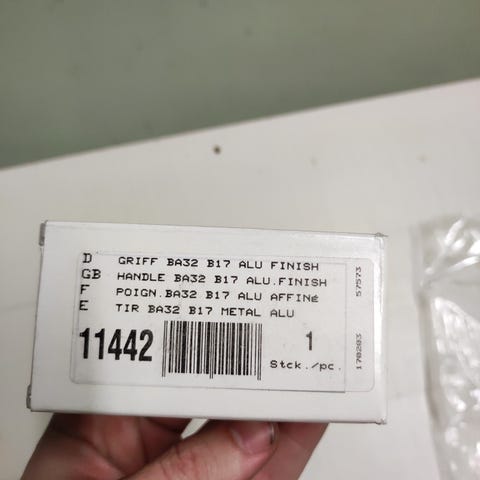 D GRIFF BA32 B17 ALU FINISH
GB HANDLE BA32 B17 ALU.FINISH
F POIGN.BA32 B17 ALU AFFINé
E TIR BA32 B17 METAL ALU
11442
1
Stck./pc.
170203 57573